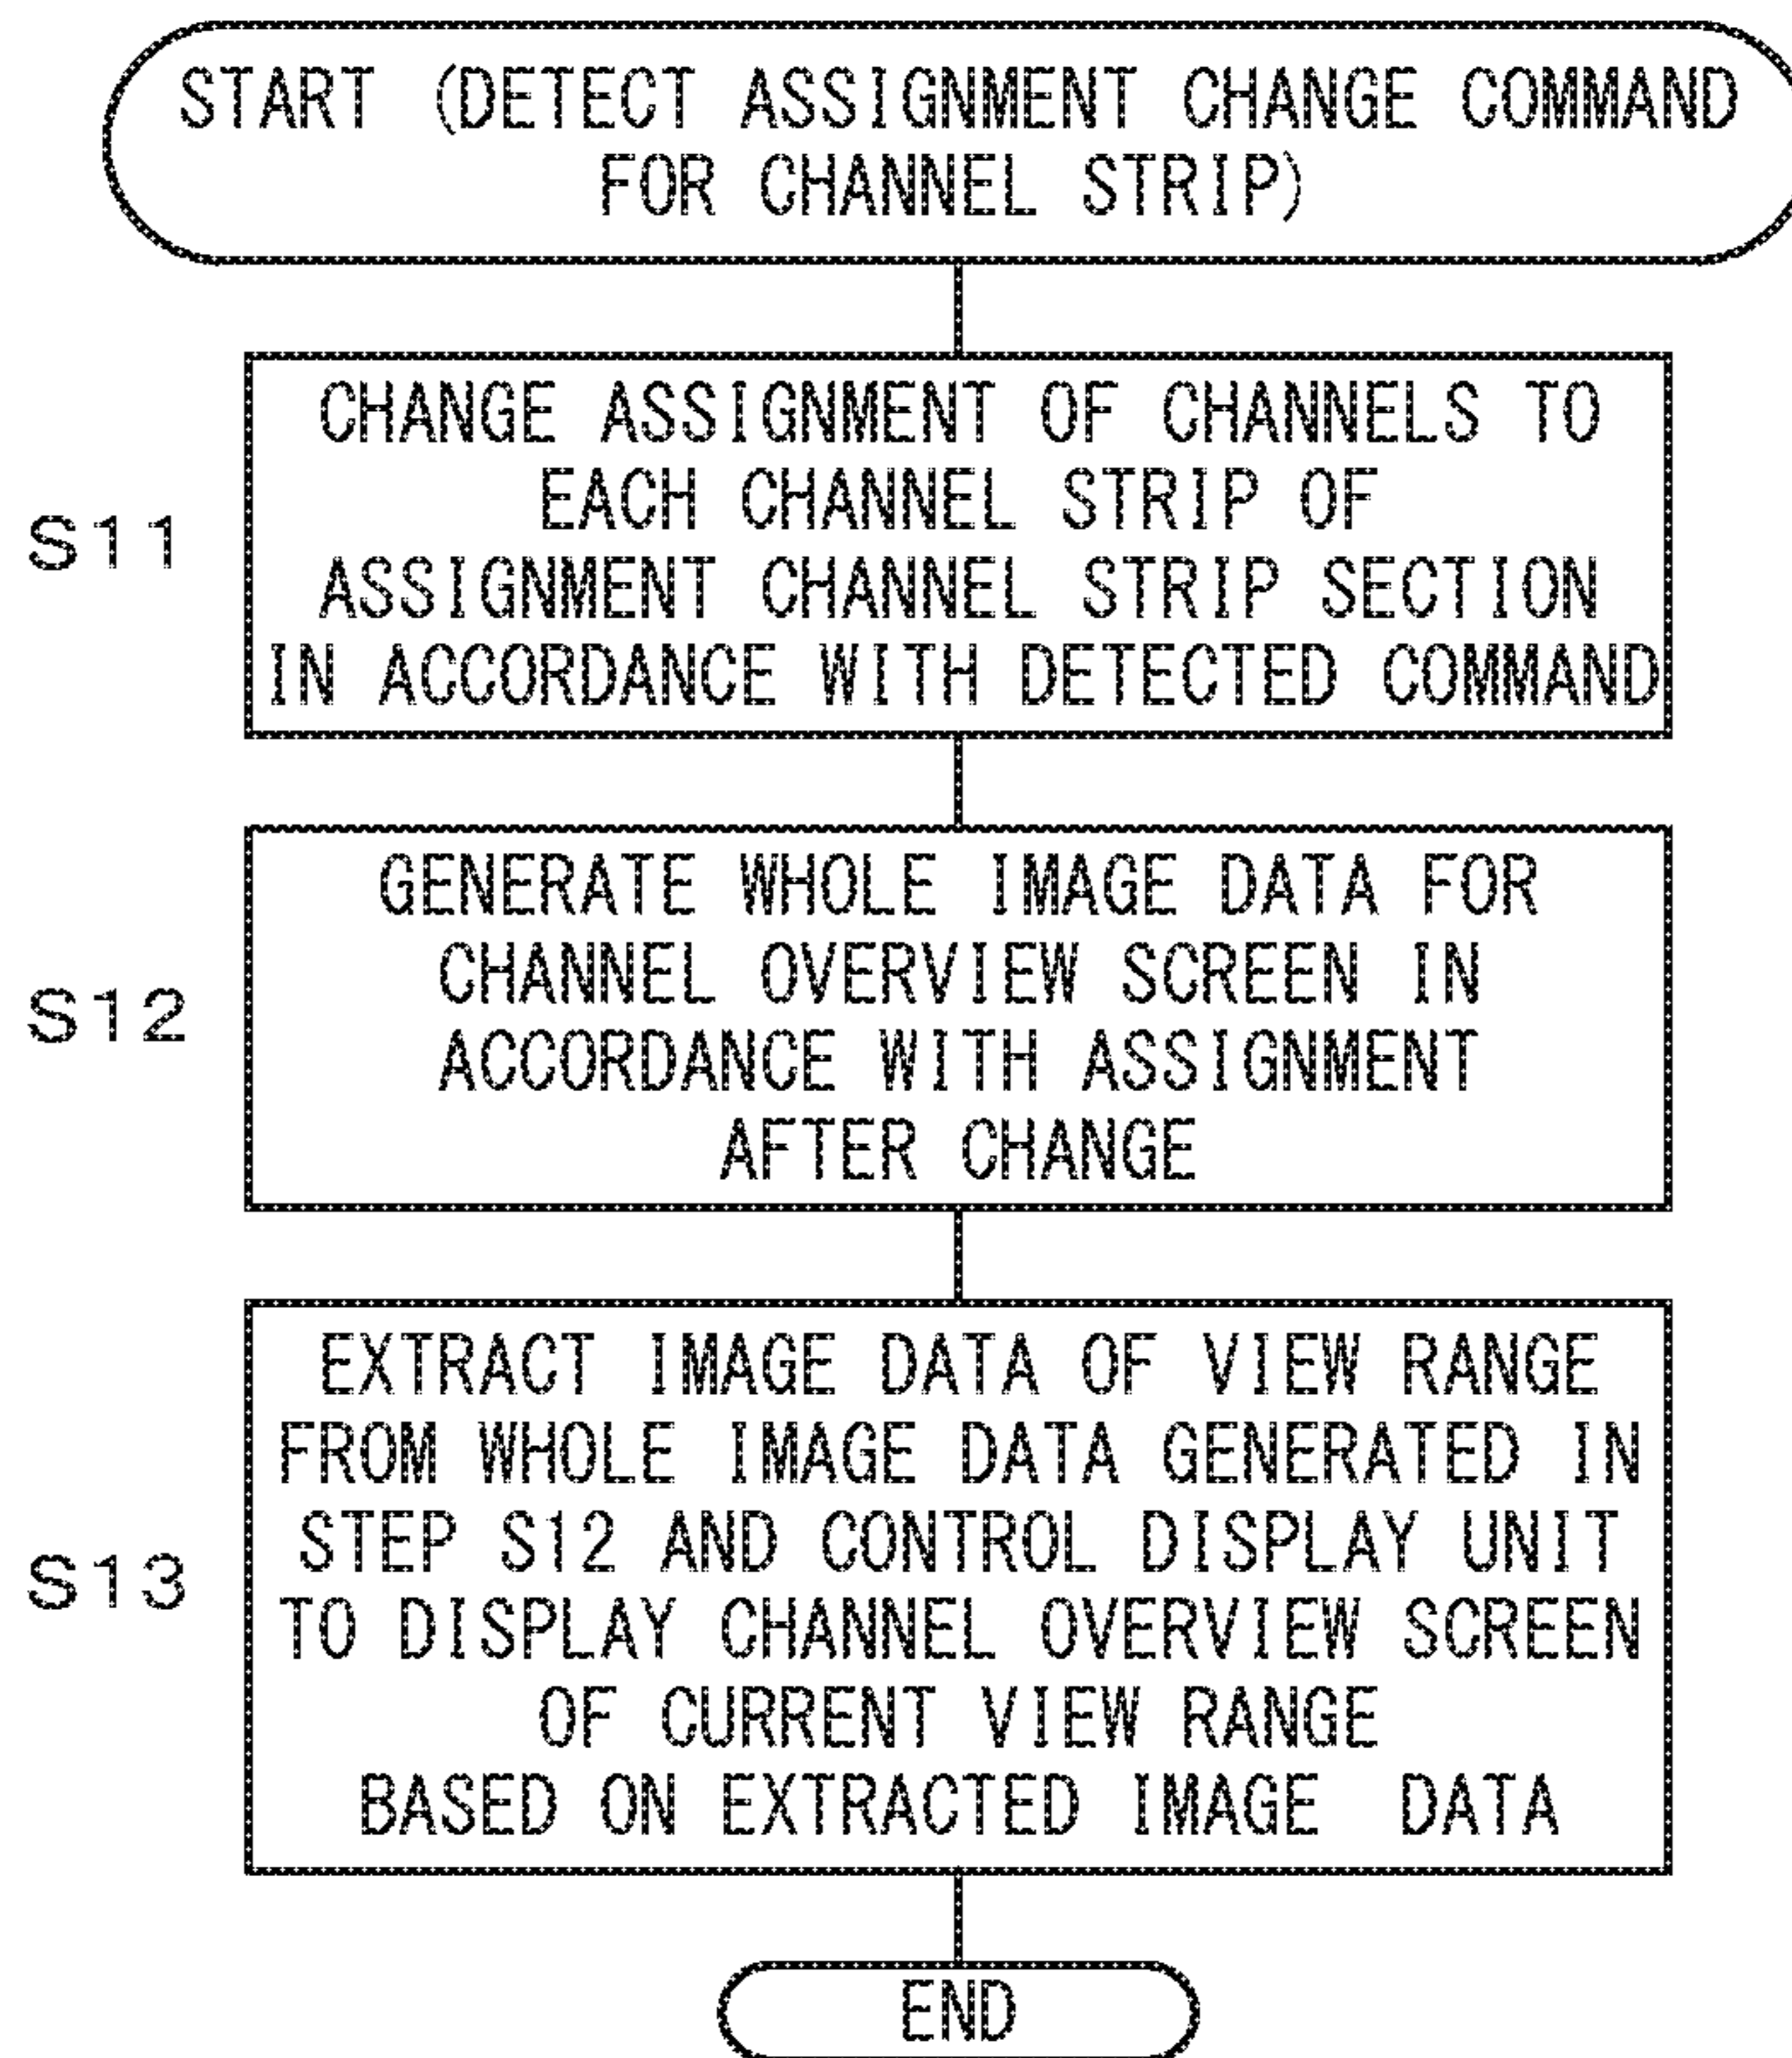 START (DETECT ASSIGNMENT CHANGE COMMAND
FOR CHANNEL STRIP)
S11
CHANGE ASSIGNMENT OF CHANNELS TO
EACH CHANNEL STRIP OF
ASSIGNMENT CHANNEL STRIP SECTION
IN ACCORDANCE WITH DETECTED COMMAND
S12
GENERATE WHOLE IMAGE DATA FOR
CHANNEL OVERVIEW SCREEN IN
ACCORDANCE WITH ASSIGNMENT
AFTER CHANGE
S13
EXTRACT IMAGE DATA OF VIEW RANGE
FROM WHOLE IMAGE DATA GENERATED IN
STEP S12 AND CONTROL DISPLAY UNIT
TO DISPLAY CHANNEL OVERVIEW SCREEN
OF CURRENT VIEW RANGE
BASED ON EXTRACTED IMAGE DATA
END